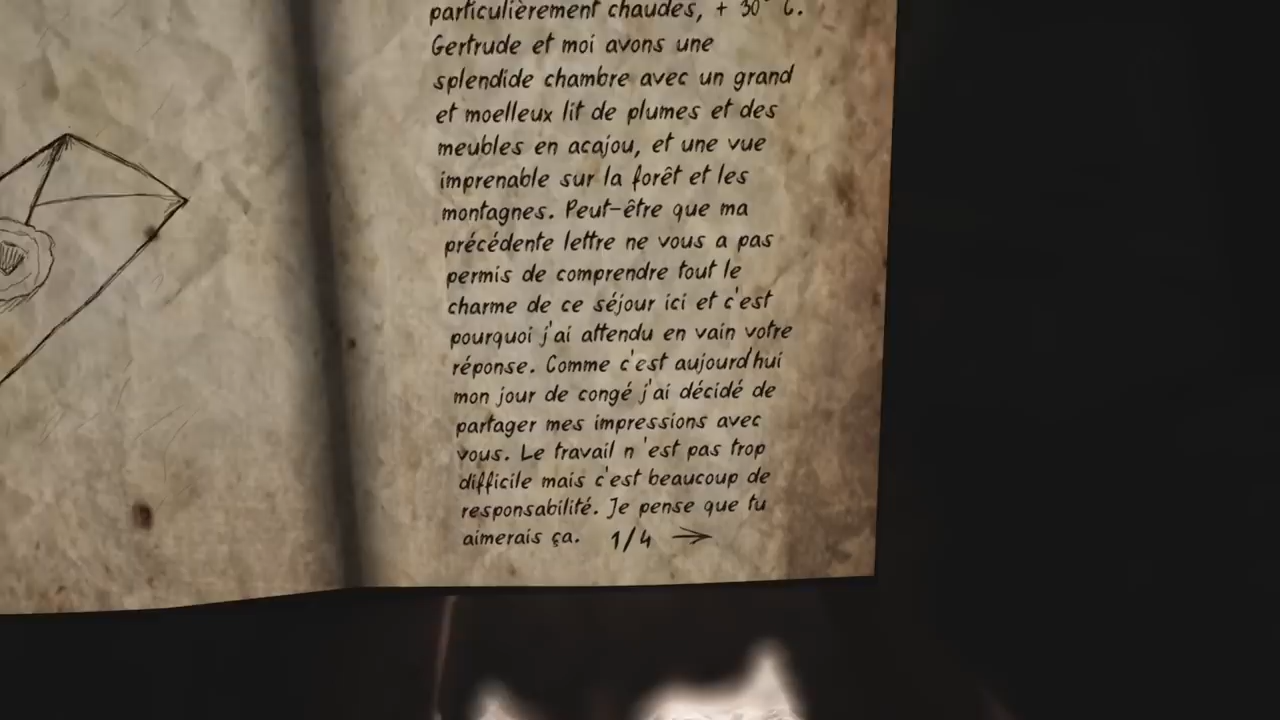 particulièrement chaudes, + 30° C.
Gertrude et moi avons une
splendide chambre avec un grand
et moelleux lit de plumes et des
meubles en acajou, et une vue
imprenable sur la forêt et les
montagnes. Peut-être que ma
précédente lettre ne vous a pas
permis de comprendre tout le
charme de ce séjour ici et c'est
pourquoi j'ai attendu en vain votre
réponse. Comme c'est aujourd'hui
mon jour de congé j'ai décidé de
partager mes impressions avec
vous. Le travail n'est pas trop
difficile mais c'est beaucoup de
responsabilité. Je pense que tu
aimerais ça. 1/4 →